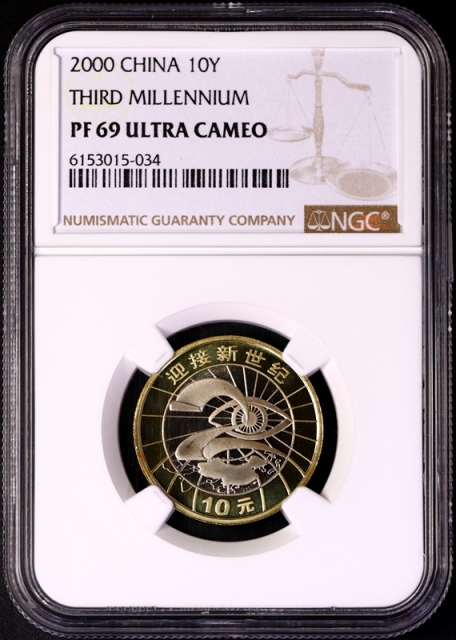 2000 CHINA 10Y
THIRD MILLENNIUM
PF 69 ULTRA CAMEO
6153015-034
NUMISMATIC GUARANTY COMPANY
NGC®
迎接新世纪
10元